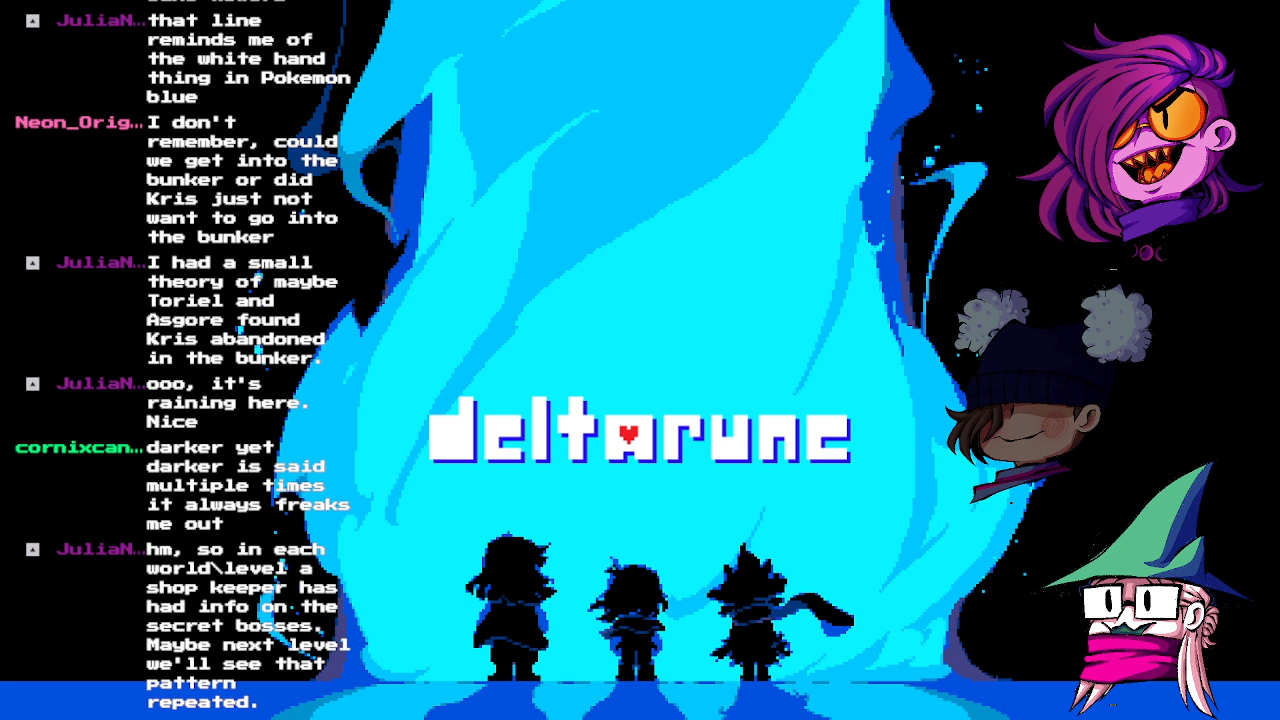 JuliaN... that line
reminds me of
the white hand
thing in Pokemon
blue
Neon_Orig... I don't
remember, could
we get into the
bunker or did
Kris just not
want to go into
the bunker
JuliaN... I had a small
theory of maybe
Toriel and
Asgore found
Kris abandoned
in the bunker.
JuliaN... ooo, it's
raining here.
Nice
cornixcan... darker yet
darker is said
multiple times
it always freaks
me out
JuliaN... hm, so in each
world\level a
shop keeper has
had info on the
secret bosses.
Maybe next level
we'll see that
pattern
repeated.
deltarune